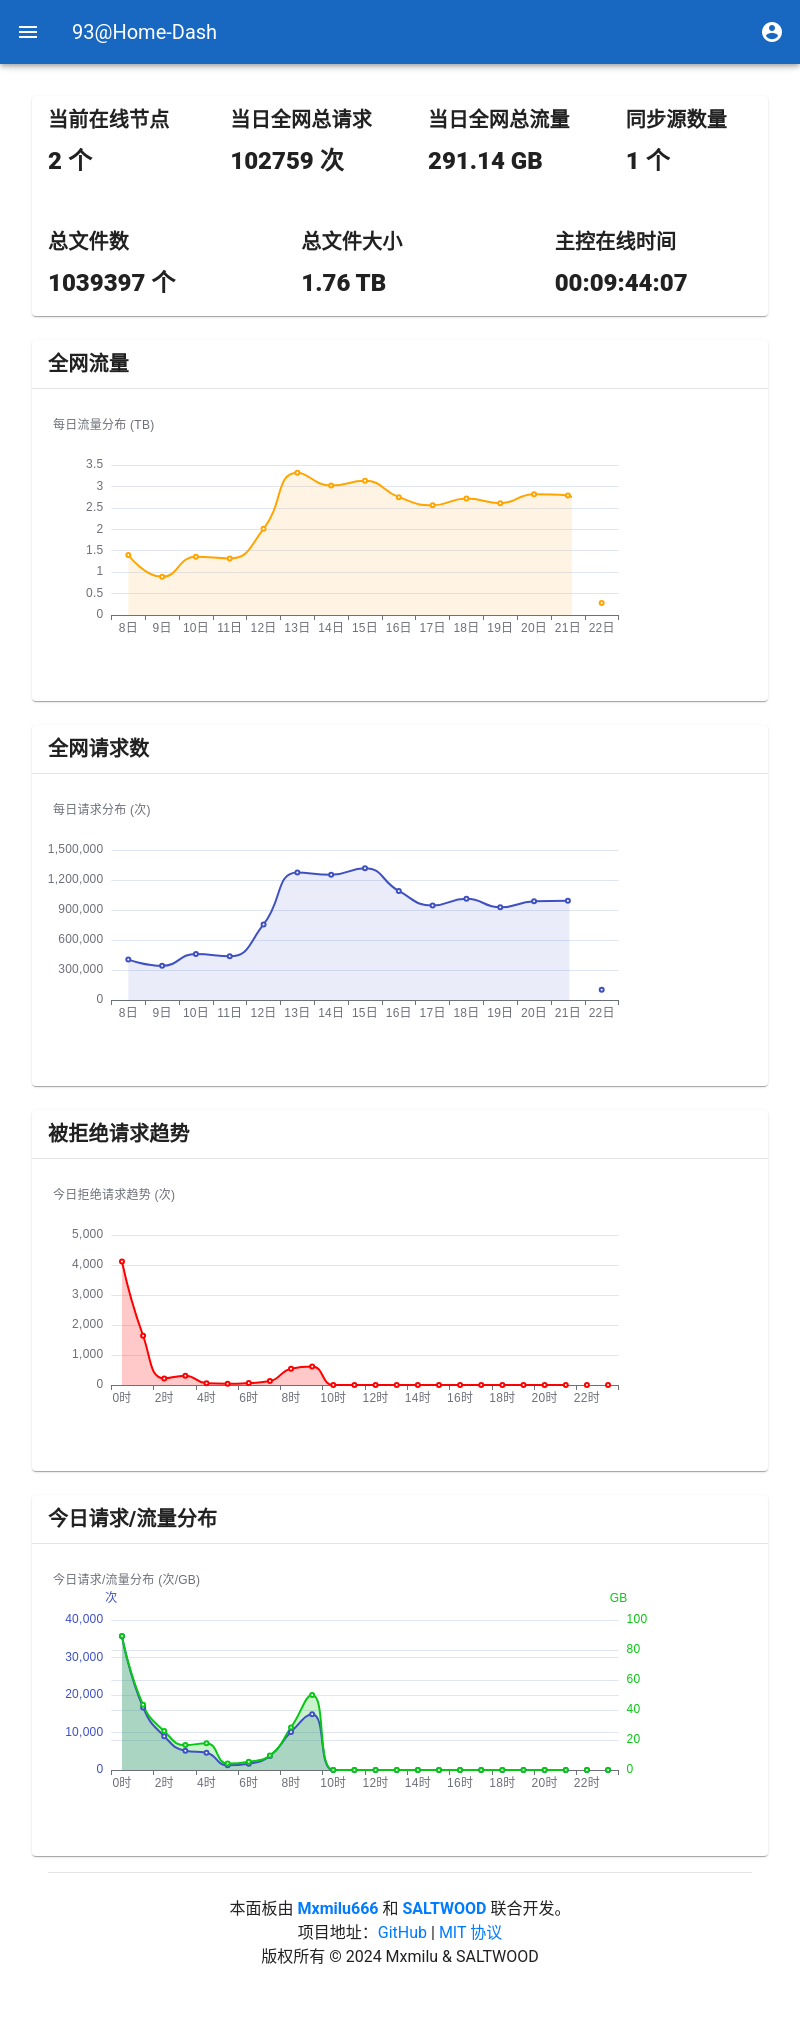 93@Home-Dash
当前在线节点 当日全网总请求 当日全网总流量 同步源数量
2 个 102759 次 291.14 GB 1 个
总文件数 总文件大小 主控在线时间
1039397 个 1.76 TB 00:09:44:07
全网流量
每日流量分布 (TB)
3.5
3
2.5
2
1.5
1
0.5
0
8日 9日 10日 11日 12日 13日 14日 15日 16日 17日 18日 19日 20日 21日 22日
全网请求数
每日请求分布 (次)
1,500,000
1,200,000
900,000
600,000
300,000
0
8日 9日 10日 11日 12日 13日 14日 15日 16日 17日 18日 19日 20日 21日 22日
被拒绝请求趋势
今日拒绝请求趋势 (次)
5,000
4,000
3,000
2,000
1,000
0
0时 2时 4时 6时 8时 10时 12时 14时 16时 18时 20时 22时
今日请求/流量分布
今日请求/流量分布 (次/GB)
次 GB
40,000 100
80
30,000
60
20,000
40
10,000
20
0 0
0时 2时 4时 6时 8时 10时 12时 14时 16时 18时 20时 22时
本面板由 Mxmilu666 和 SALTWOOD 联合开发。
项目地址：GitHub | MIT 协议
版权所有 © 2024 Mxmilu & SALTWOOD